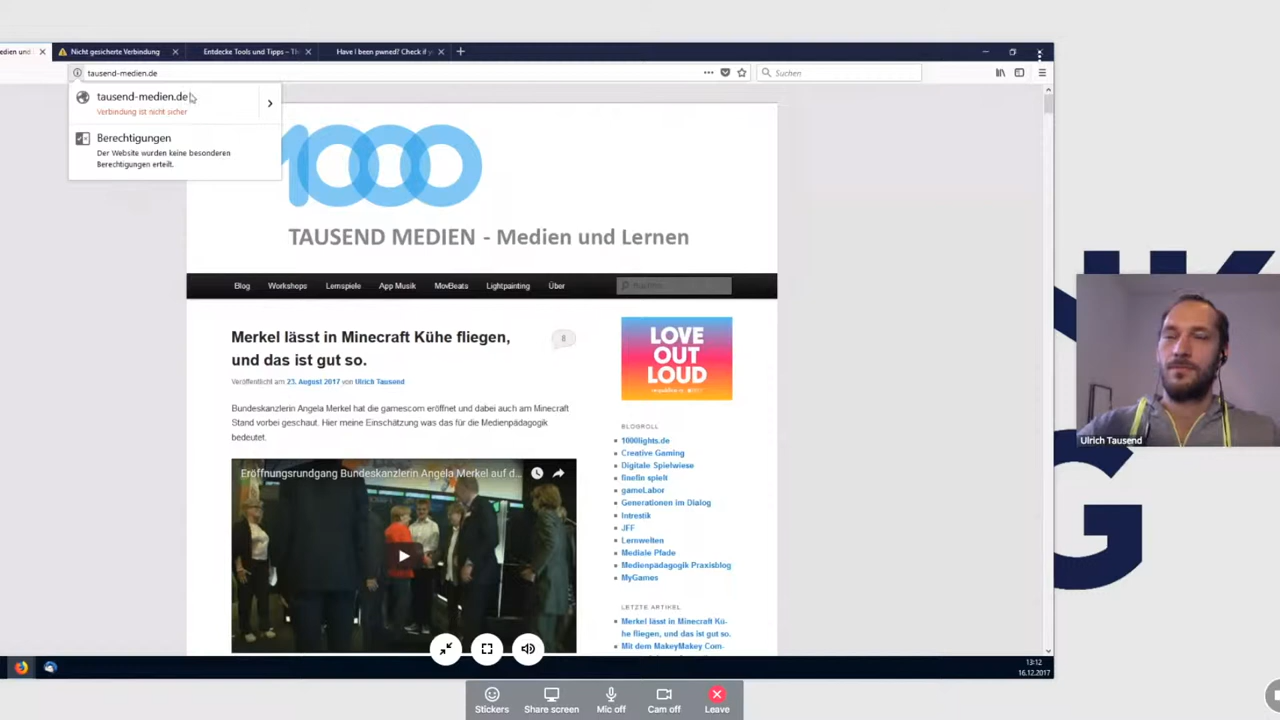 edien und
Nicht gesicherte Verbindung
Entdecke Tools und Tipps – Th
Have I been pwned? Check if y
tausend-medien.de
Suchen
tausend-medien.de
Verbindung ist nicht sicher
Berechtigungen
Der Website wurden keine besonderen
Berechtigungen erteilt.
1000
TAUSEND MEDIEN - Medien und Lernen
Blog Workshops Lernspiele App Musik MovBeats Lightpainting Über
Merkel lässt in Minecraft Kühe fliegen,
und das ist gut so.
8
Veröffentlicht am 23. August 2017 von Ulrich Tausend
Bundeskanzlerin Angela Merkel hat die gamescom eröffnet und dabei auch am Minecraft
Stand vorbei geschaut. Hier meine Einschätzung was das für die Medienpädagogik
bedeutet.
Eröffnungsrundgang Bundeskanzlerin Angela Merkel auf d...
LOVE
OUT
LOUD
BLOGROLL
1000lights.de
Creative Gaming
Digitale Spielwiese
finefin spielt
gameLabor
Generationen im Dialog
Intrestik
JFF
Lernwelten
Mediale Pfade
Medienpädagogik Praxisblog
MyGames
LETZTE ARTIKEL
Merkel lässt in Minecraft Kü-
he fliegen, und das ist gut so.
Mit dem MakeyMakey Com-
Ulrich Tausend
13:12
16.12.2017
Stickers
Share screen
Mic off
Cam off
Leave